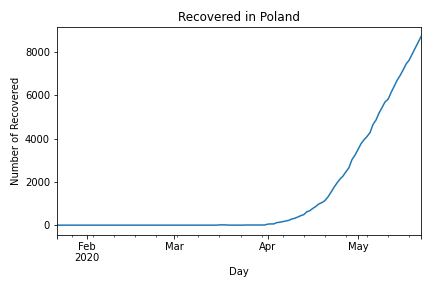 Recovered in Poland
Number of Recovered
8000
6000
4000
2000
0
Feb
2020
Mar
Apr
May
Day